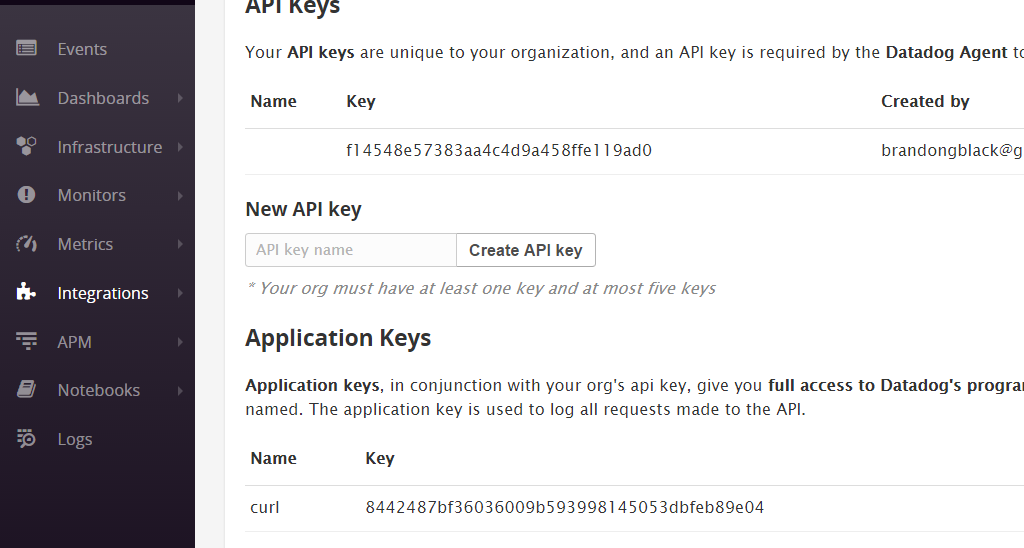 API Keys
Events
Dashboards
Infrastructure
Monitors
Metrics
Integrations
APM
Notebooks
Logs
Your API keys are unique to your organization, and an API key is required by the Datadog Agent to
Name Key Created by
f14548e57383aa4c4d9a458ffe119ad0 brandongblack@g
New API key
API key name Create API key
* Your org must have at least one key and at most five keys
Application Keys
Application keys, in conjunction with your org's api key, give you full access to Datadog's progra
named. The application key is used to log all requests made to the API.
Name Key
curl 8442487bf36036009b593998145053dbfeb89e04